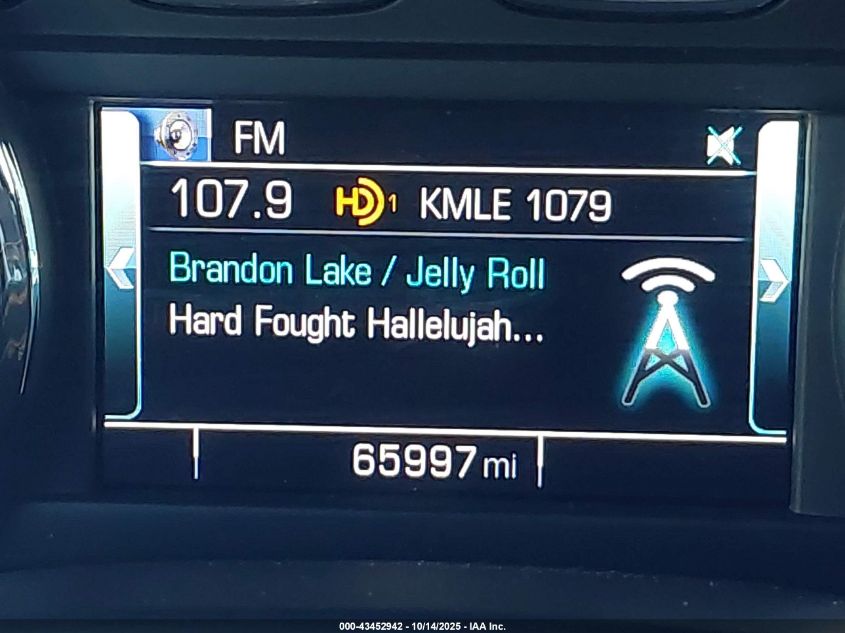 FM
107.9 HD1 KMLE 1079
Brandon Lake / Jelly Roll
Hard Fought Hallelujah...
65997 mi
000-43452942 - 10/14/2025 - IAA Inc.